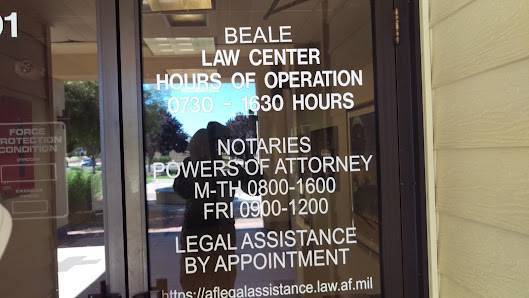 01
BEALE
LAW CENTER
HOURS OF OPERATION
0730 - 1630 HOURS
FORCE
PROTECTION
CONDITION
NOTARIES
POWERS OF ATTORNEY
M-TH 0800-1600
FRI 0900-1200
LEGAL ASSISTANCE
BY APPOINTMENT
https://aflegalassistance.law.af.mil